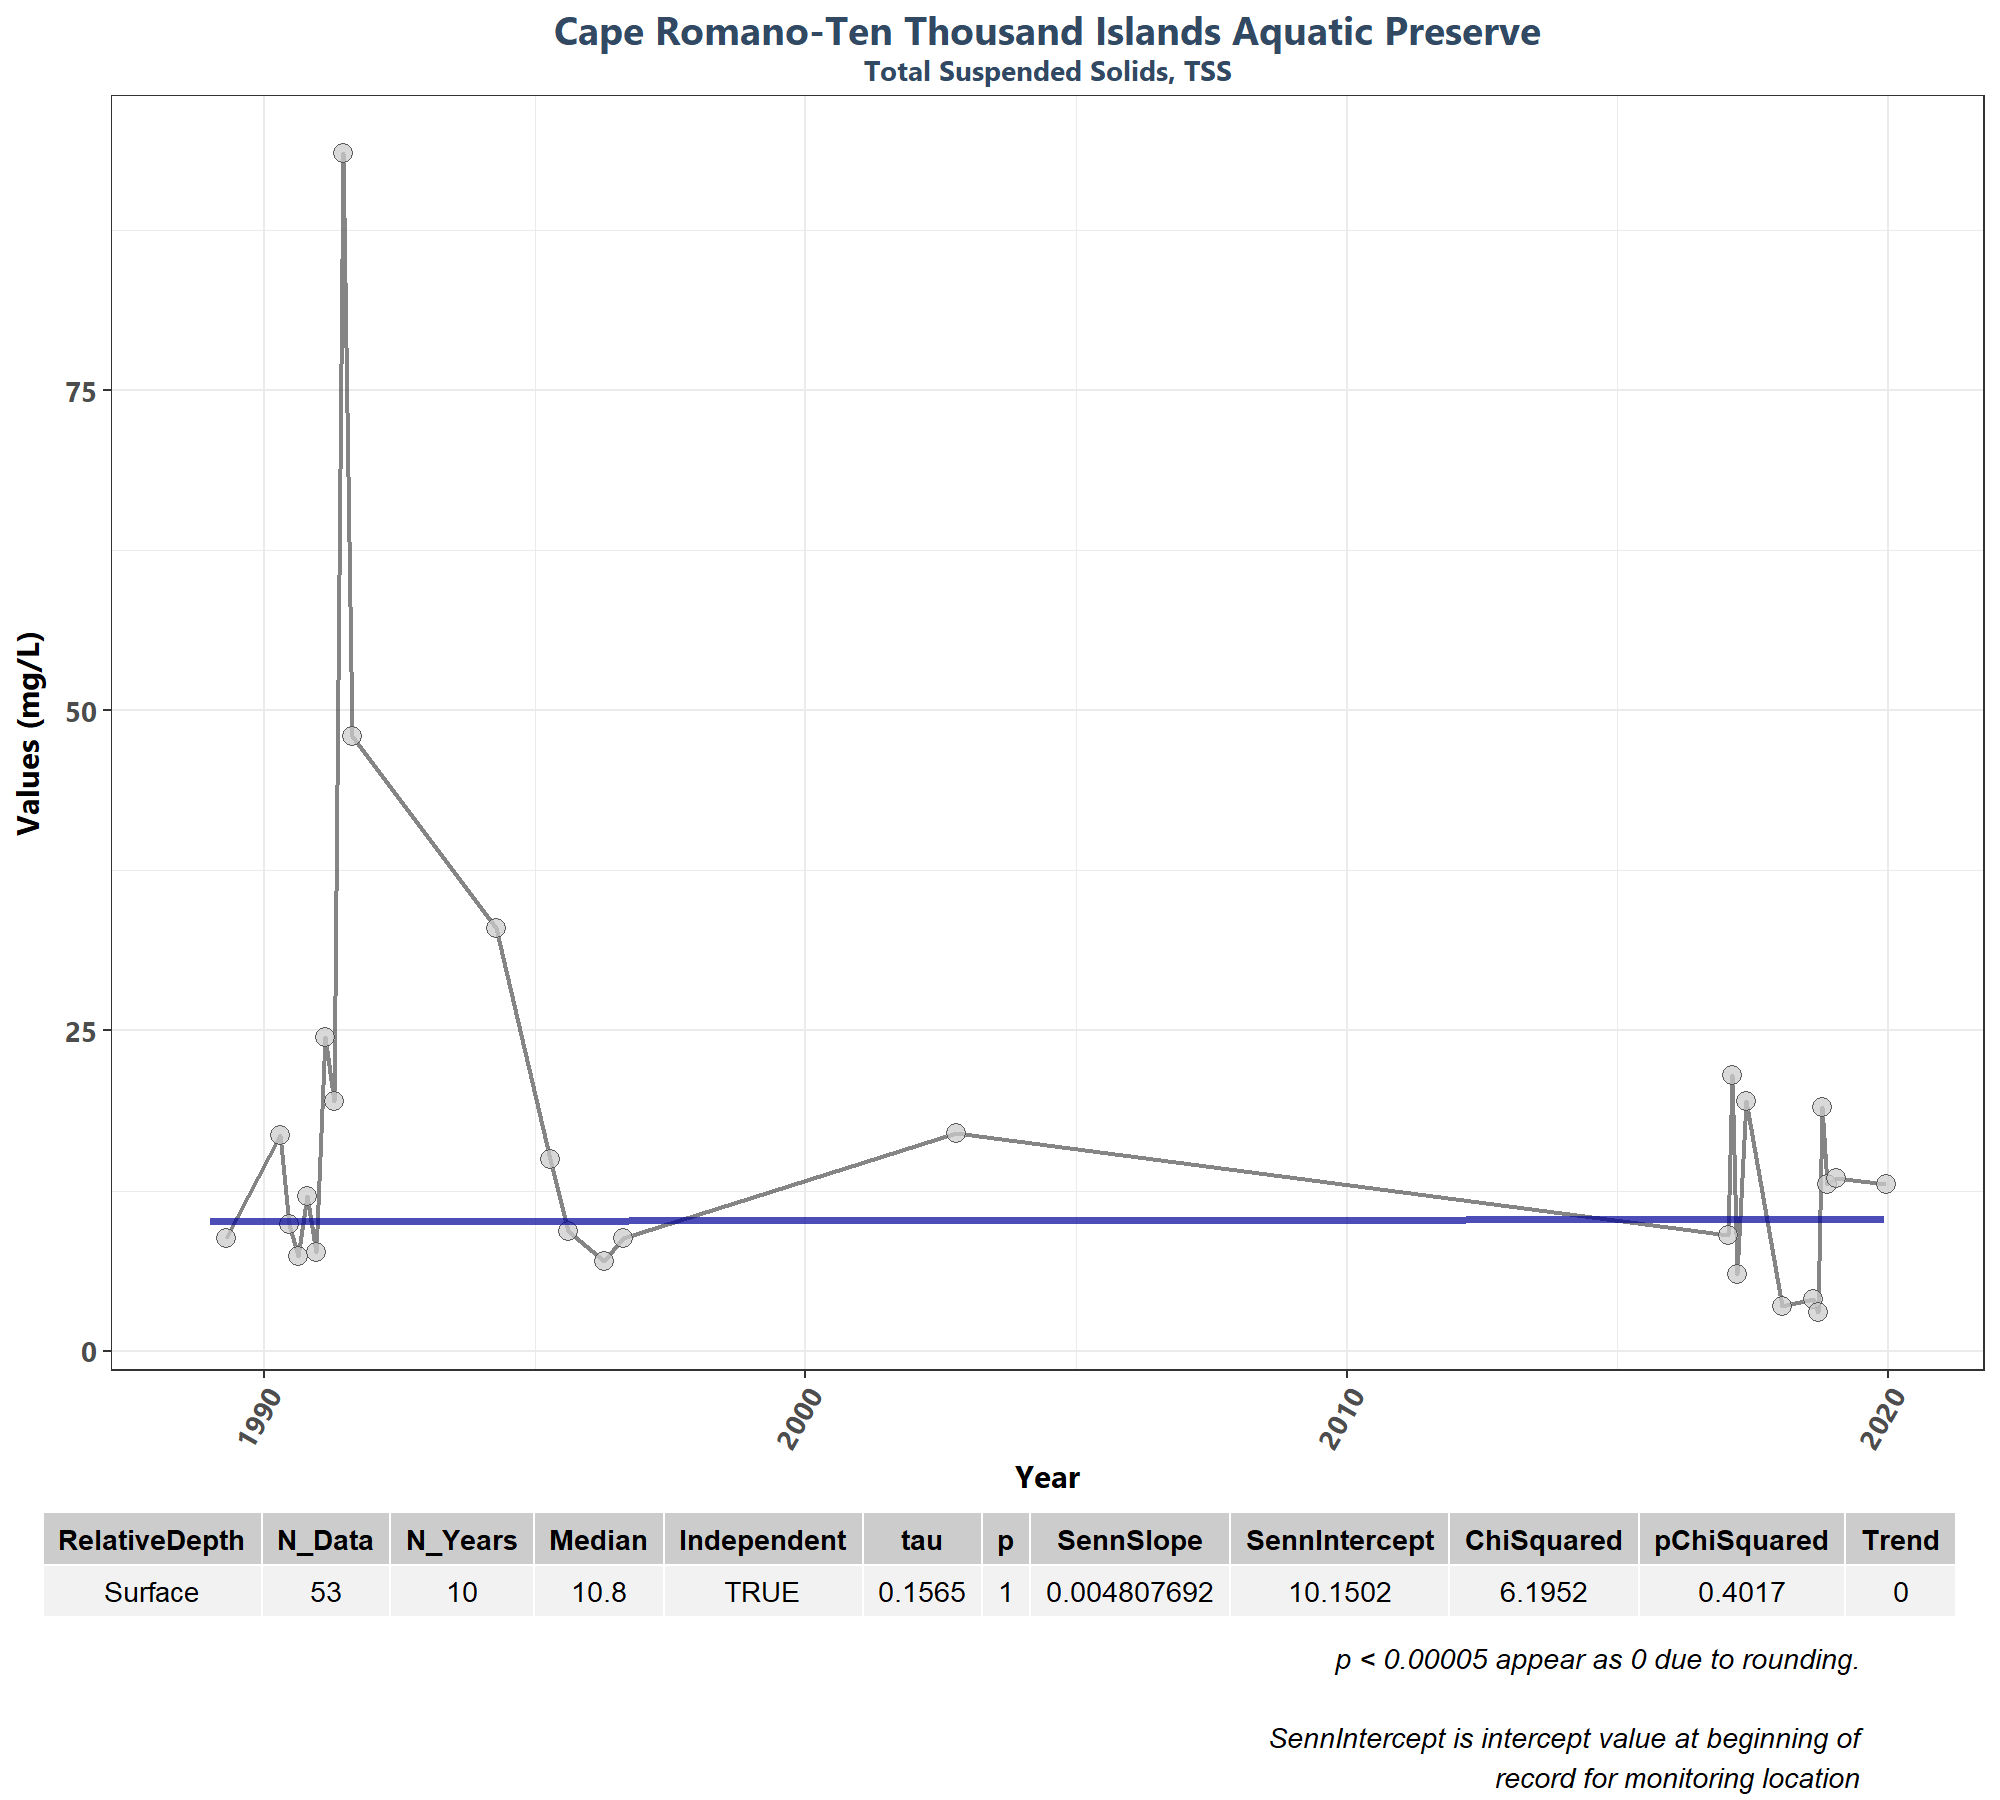 Cape Romano-Ten Thousand Islands Aquatic Preserve
Total Suspended Solids, TSS
Values (mg/L)
75
50
25
0
1990
2000
2010
2020
Year
RelativeDepth N_Data N_Years Median Independent tau p SennSlope SennIntercept ChiSquared pChiSquared Trend
Surface 53 10 10.8 TRUE 0.1565 1 0.004807692 10.1502 6.1952 0.4017 0
p < 0.00005 appear as 0 due to rounding.
SennIntercept is intercept value at beginning of
record for monitoring location